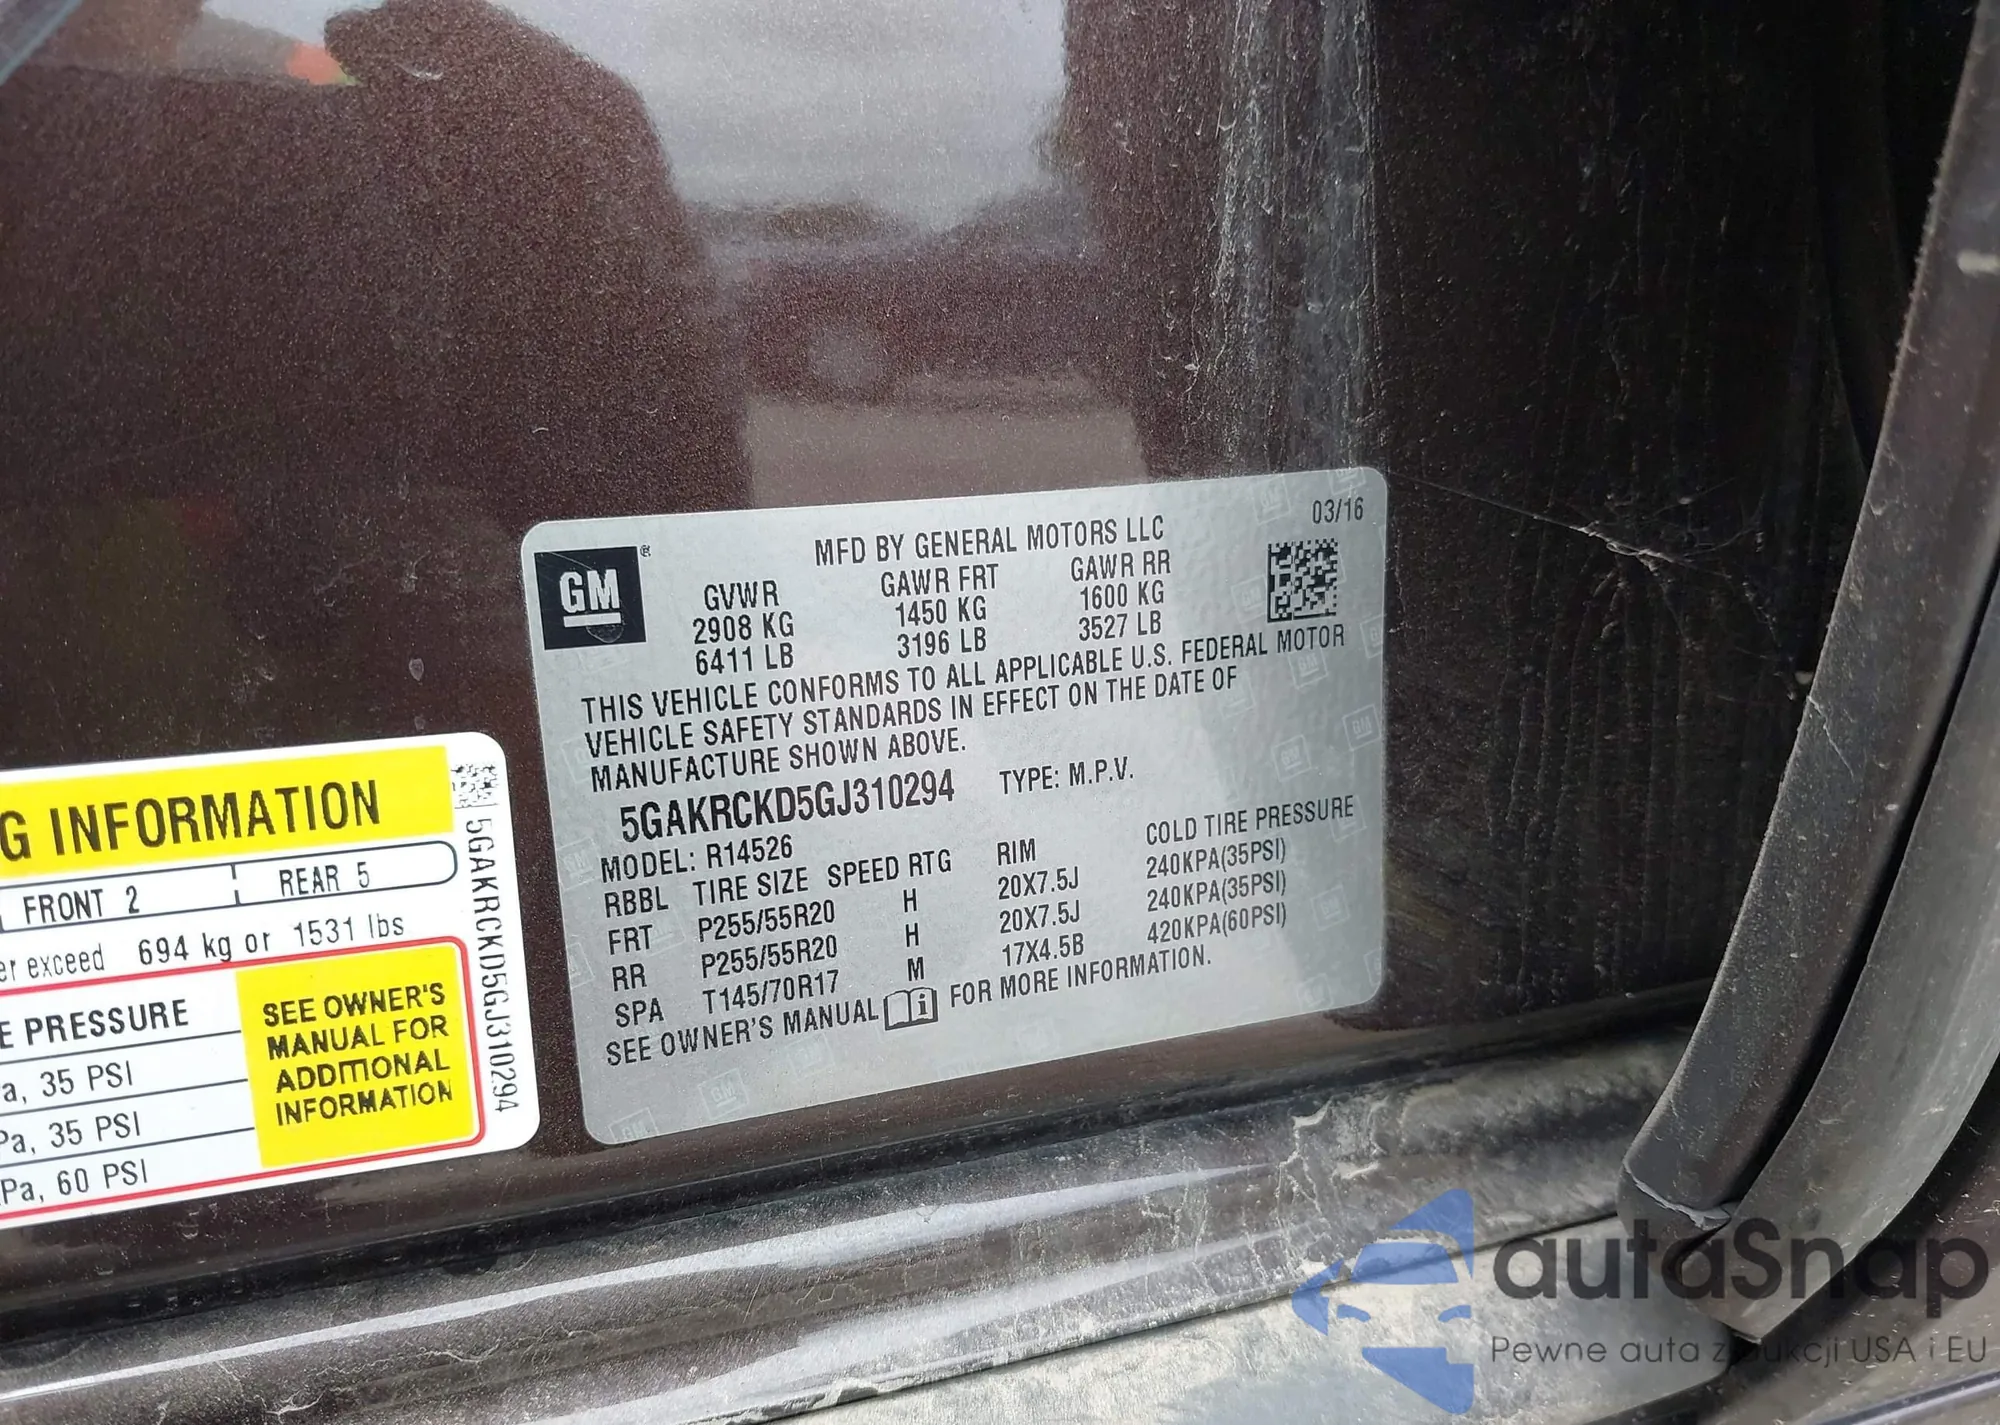 03/16
MFD BY GENERAL MOTORS LLC
GM ®
GVWR GAWR FRT GAWR RR
2908 KG 1450 KG 1600 KG
6411 LB 3196 LB 3527 LB
THIS VEHICLE CONFORMS TO ALL APPLICABLE U.S. FEDERAL MOTOR
VEHICLE SAFETY STANDARDS IN EFFECT ON THE DATE OF
MANUFACTURE SHOWN ABOVE.
5GAKRCKD5GJ310294 TYPE: M.P.V.
MODEL: R14526
RBBL TIRE SIZE SPEED RTG RIM COLD TIRE PRESSURE
FRT P255/55R20 H 20X7.5J 240KPA(35PSI)
RR P255/55R20 H 20X7.5J 240KPA(35PSI)
SPA T145/70R17 M 17X4.5B 420KPA(60PSI)
SEE OWNER'S MANUAL FOR MORE INFORMATION.
G INFORMATION
FRONT 2 REAR 5
er exceed 694 kg or 1531 lbs
E PRESSURE
a, 35 PSI
Pa, 35 PSI
Pa, 60 PSI
SEE OWNER'S
MANUAL FOR
ADDITIONAL
INFORMATION
5GAKRCKD5GJ310294
autaSnap
Pewne auta z aukcji USA i EU